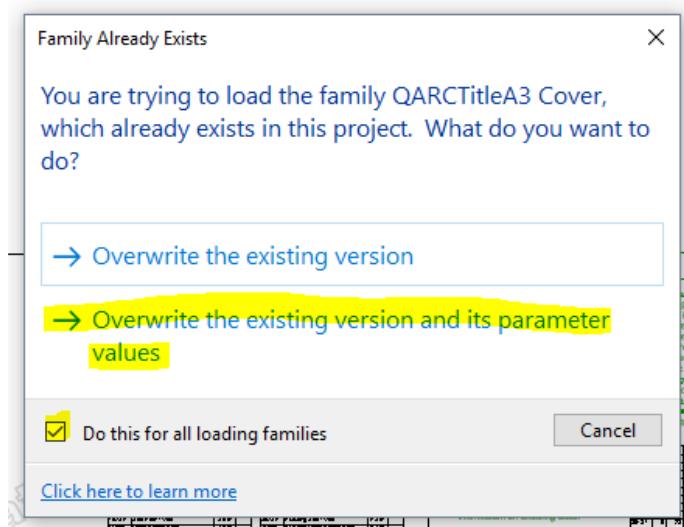 Family Already Exists
You are trying to load the family QARCTitleA3 Cover,
which already exists in this project.  What do you want to
do?
→ Overwrite the existing version
→ Overwrite the existing version and its parameter
values
Do this for all loading families
Cancel
Click here to learn more